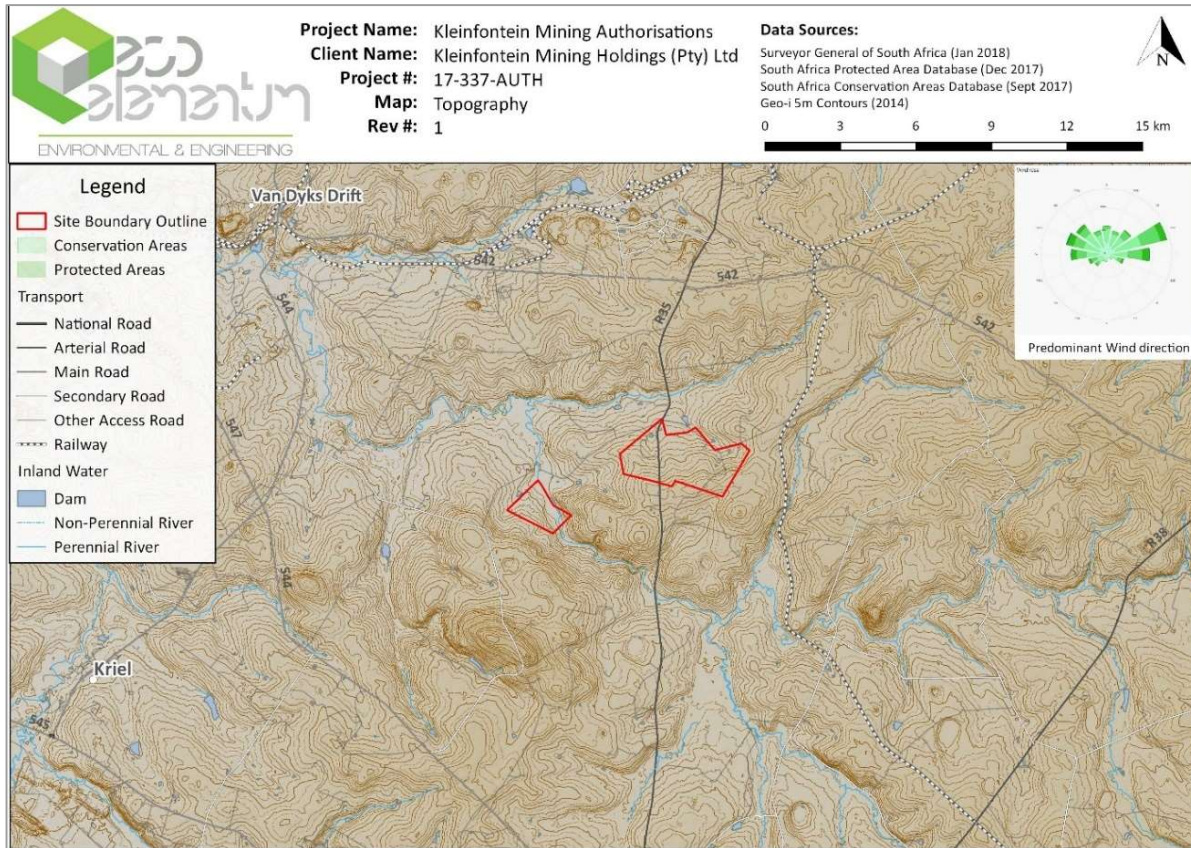 eco
elementum
ENVIRONMENTAL & ENGINEERING
Project Name: Kleinfontein Mining Authorisations
Client Name: Kleinfontein Mining Holdings (Pty) Ltd
Project #: 17-337-AUTH
Map: Topography
Rev #: 1
Data Sources:
Surveyor General of South Africa (Jan 2018)
South Africa Protected Area Database (Dec 2017)
South Africa Conservation Areas Database (Sept 2017)
Geo-i 5m Contours (2014)
0 3 6 9 12 15 km
N
Legend
Site Boundary Outline
Conservation Areas
Protected Areas
Transport
National Road
Arterial Road
Main Road
Secondary Road
Other Access Road
Railway
Inland Water
Dam
Non-Perennial River
Perennial River
Van Dyks Drift
542
542
542
544
R35
547
544
R38
Kriel
545
Predominant Wind direction